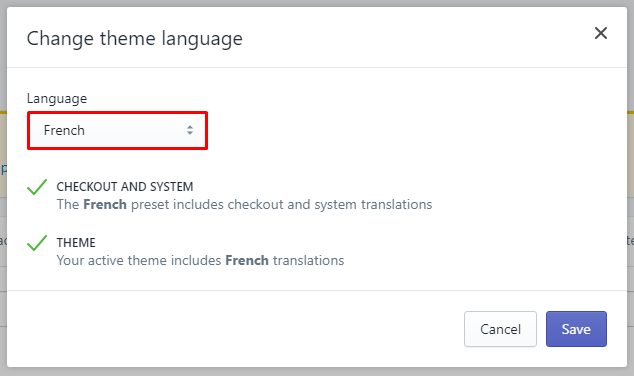 Change theme language
Language
French
CHECKOUT AND SYSTEM
The French preset includes checkout and system translations
THEME
Your active theme includes French translations
Cancel
Save